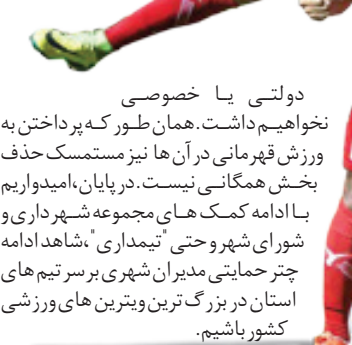 دولتی یا خصوصی
نخواهیم داشت. همان طور که پرداختن به
ورزش قهرمانی در آن ها نیز مستمسک حذف
بخش همگانی نیست. در پایان، امیدواریم
با ادامه کمک های مجموعه شهرداری و
شورای شهر و حتی "تیمداری"، شاهد ادامه
چتر حمایتی مدیران شهری بر سر تیم های
استان در بزرگ ترین ویترین های ورزشی
کشور باشیم.